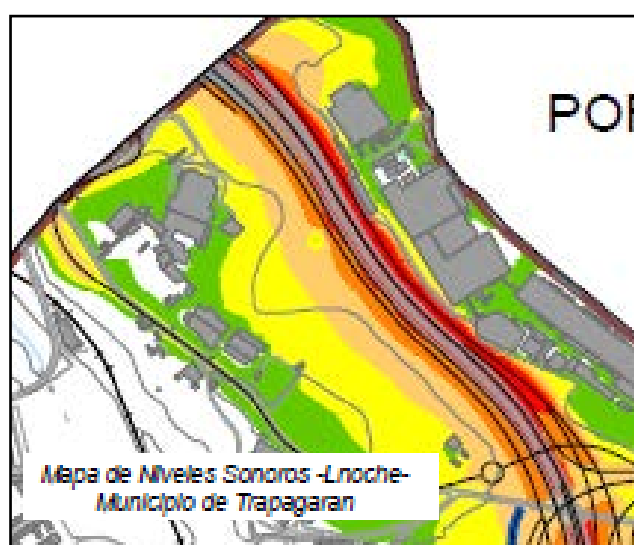 POR
Mapa de Niveles Sonoros -Lnoche-
Municipio de Trapagaran